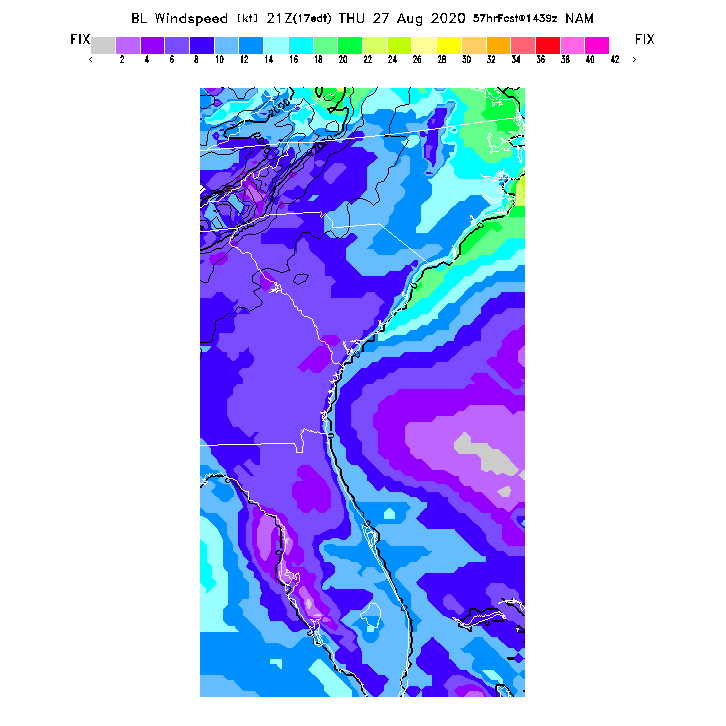 BL Windspeed [kt] 21Z(17edt) THU 27 Aug 2020 57hrFcst@1439z NAM
FIX FIX
< 2 4 6 8 10 12 14 16 18 20 22 24 26 28 30 32 34 36 38 40 42 >